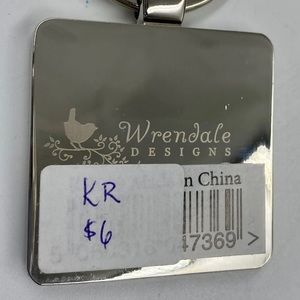 Wrendale
DESIGNS
n China
KR
$6
47369>